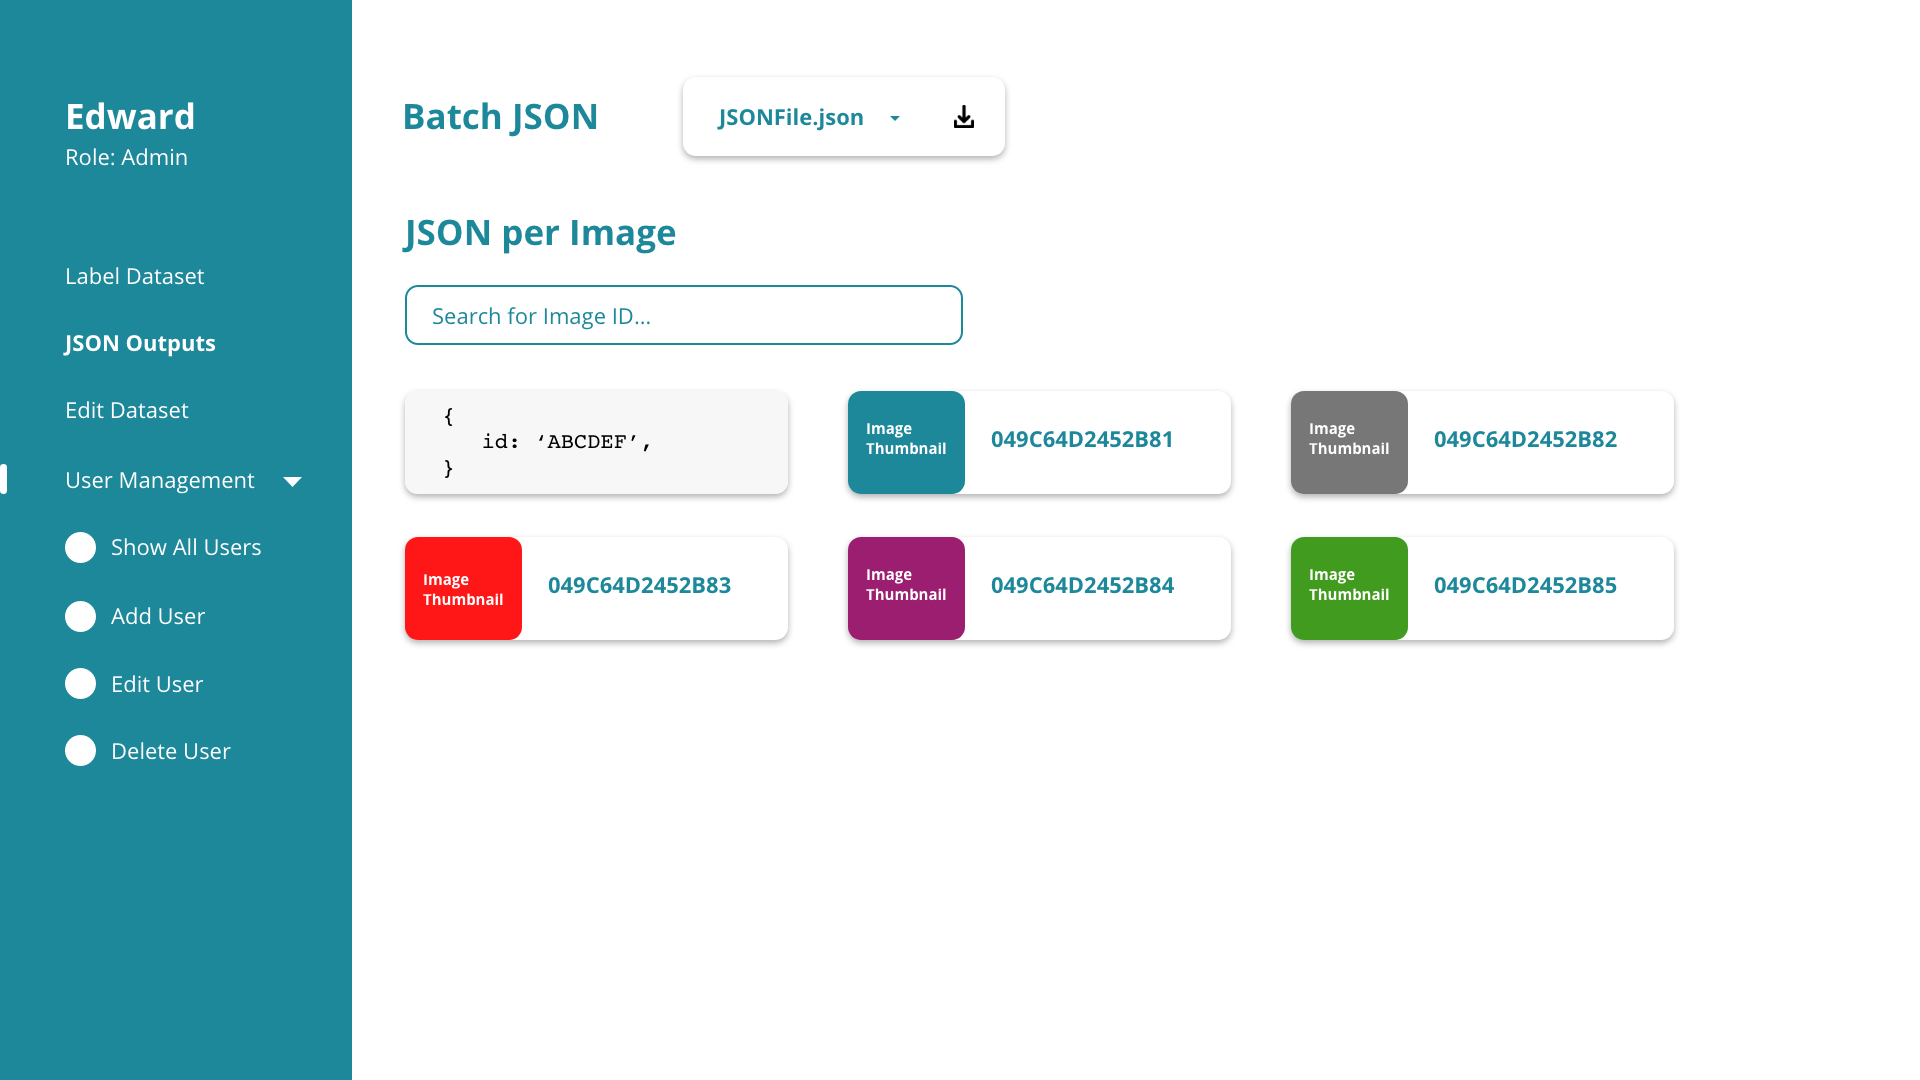 Edward
Role: Admin
Label Dataset
JSON Outputs
Edit Dataset
User Management
Show All Users
Add User
Edit User
Delete User
Batch JSON
JSONFile.json
JSON per Image
Search for Image ID...
{
id: ‘ABCDEF’,
}
Image
Thumbnail
049C64D2452B81
Image
Thumbnail
049C64D2452B82
Image
Thumbnail
049C64D2452B83
Image
Thumbnail
049C64D2452B84
Image
Thumbnail
049C64D2452B85